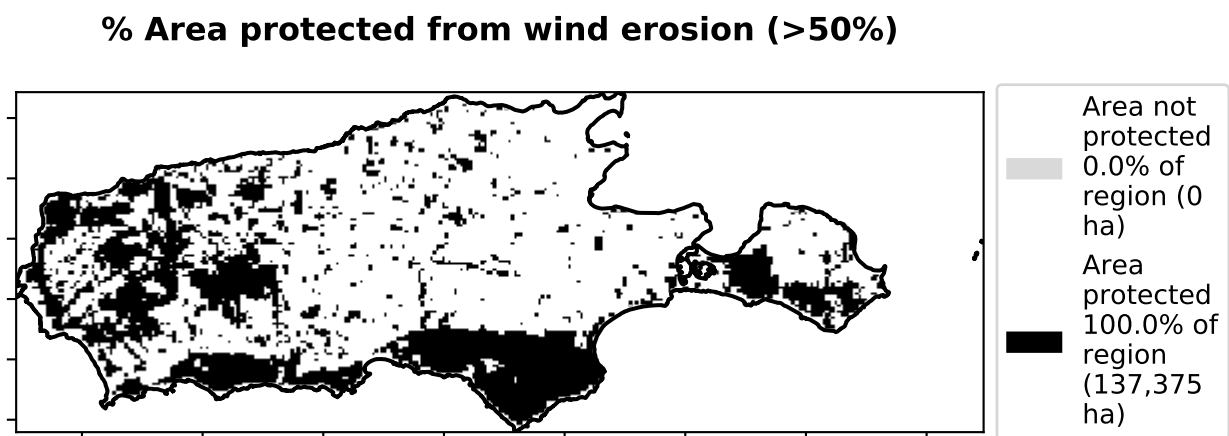 % Area protected from wind erosion (>50%)
Area not
protected
0.0% of
region (0
ha)
Area
protected
100.0% of
region
(137,375
ha)